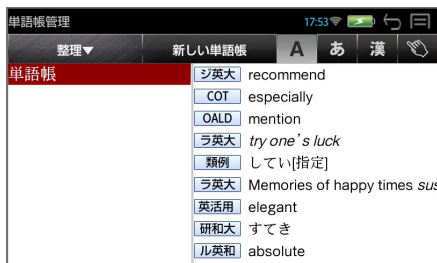 単語帳管理 17:53
整理▼ 新しい単語帳 A あ 漢
単語帳
ジ英大 recommend
COT especially
OALD mention
ラ英大 try one's luck
類例 してい[指定]
ラ英大 Memories of happy times sus
英活用 elegant
研和大 すてき
ル英和 absolute